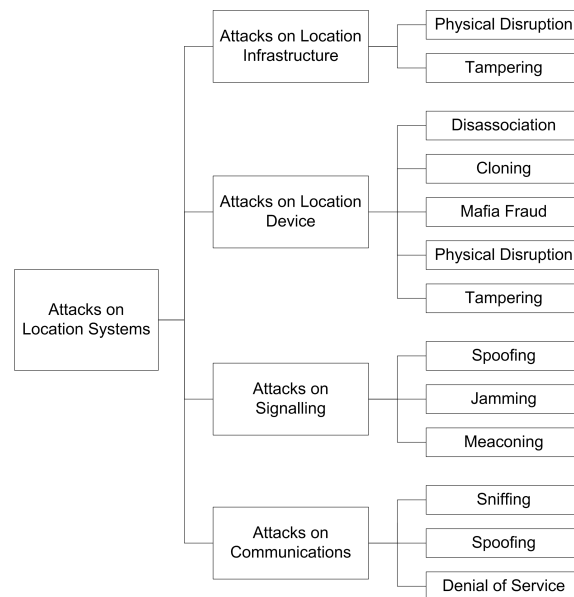 Attacks on
Location Systems
Attacks on Location
Infrastructure
Physical Disruption
Tampering
Attacks on Location
Device
Disassociation
Cloning
Mafia Fraud
Physical Disruption
Tampering
Attacks on
Signalling
Spoofing
Jamming
Meaconing
Attacks on
Communications
Sniffing
Spoofing
Denial of Service